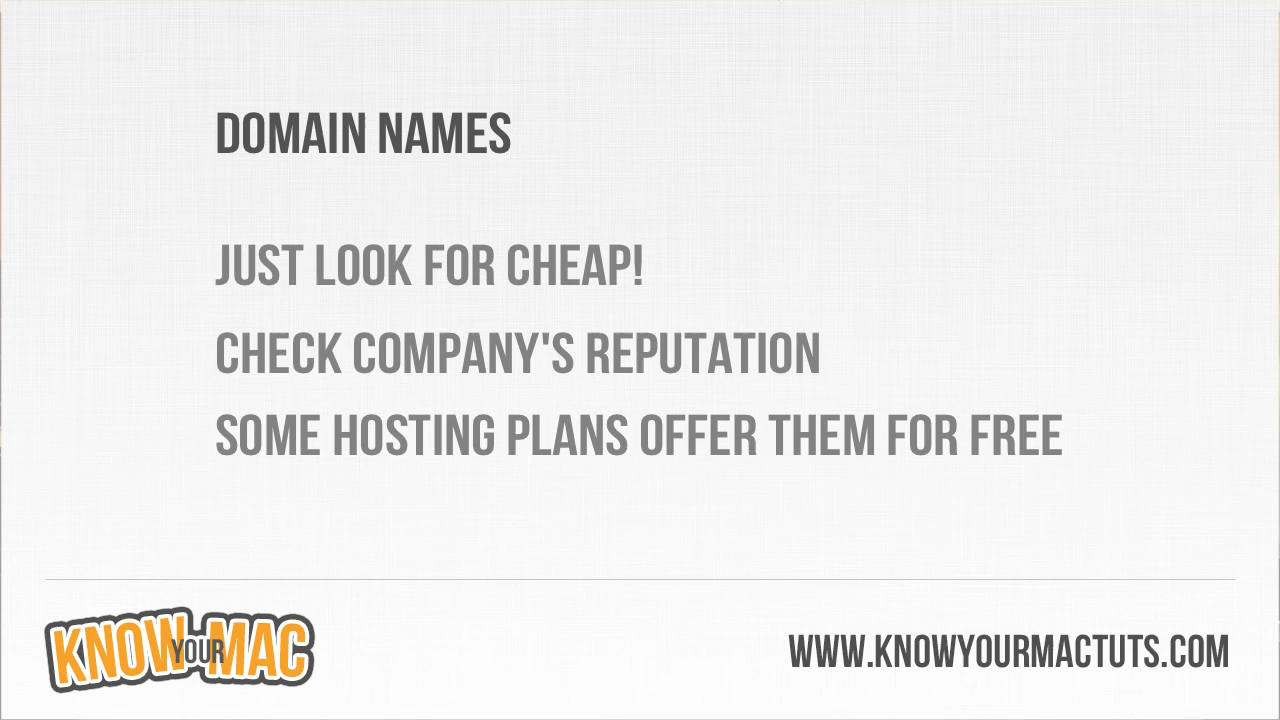 DOMAIN NAMES
JUST LOOK FOR CHEAP!
CHECK COMPANY'S REPUTATION
SOME HOSTING PLANS OFFER THEM FOR FREE
KNOW YOUR MAC
WWW.KNOWYOURMACTUTS.COM